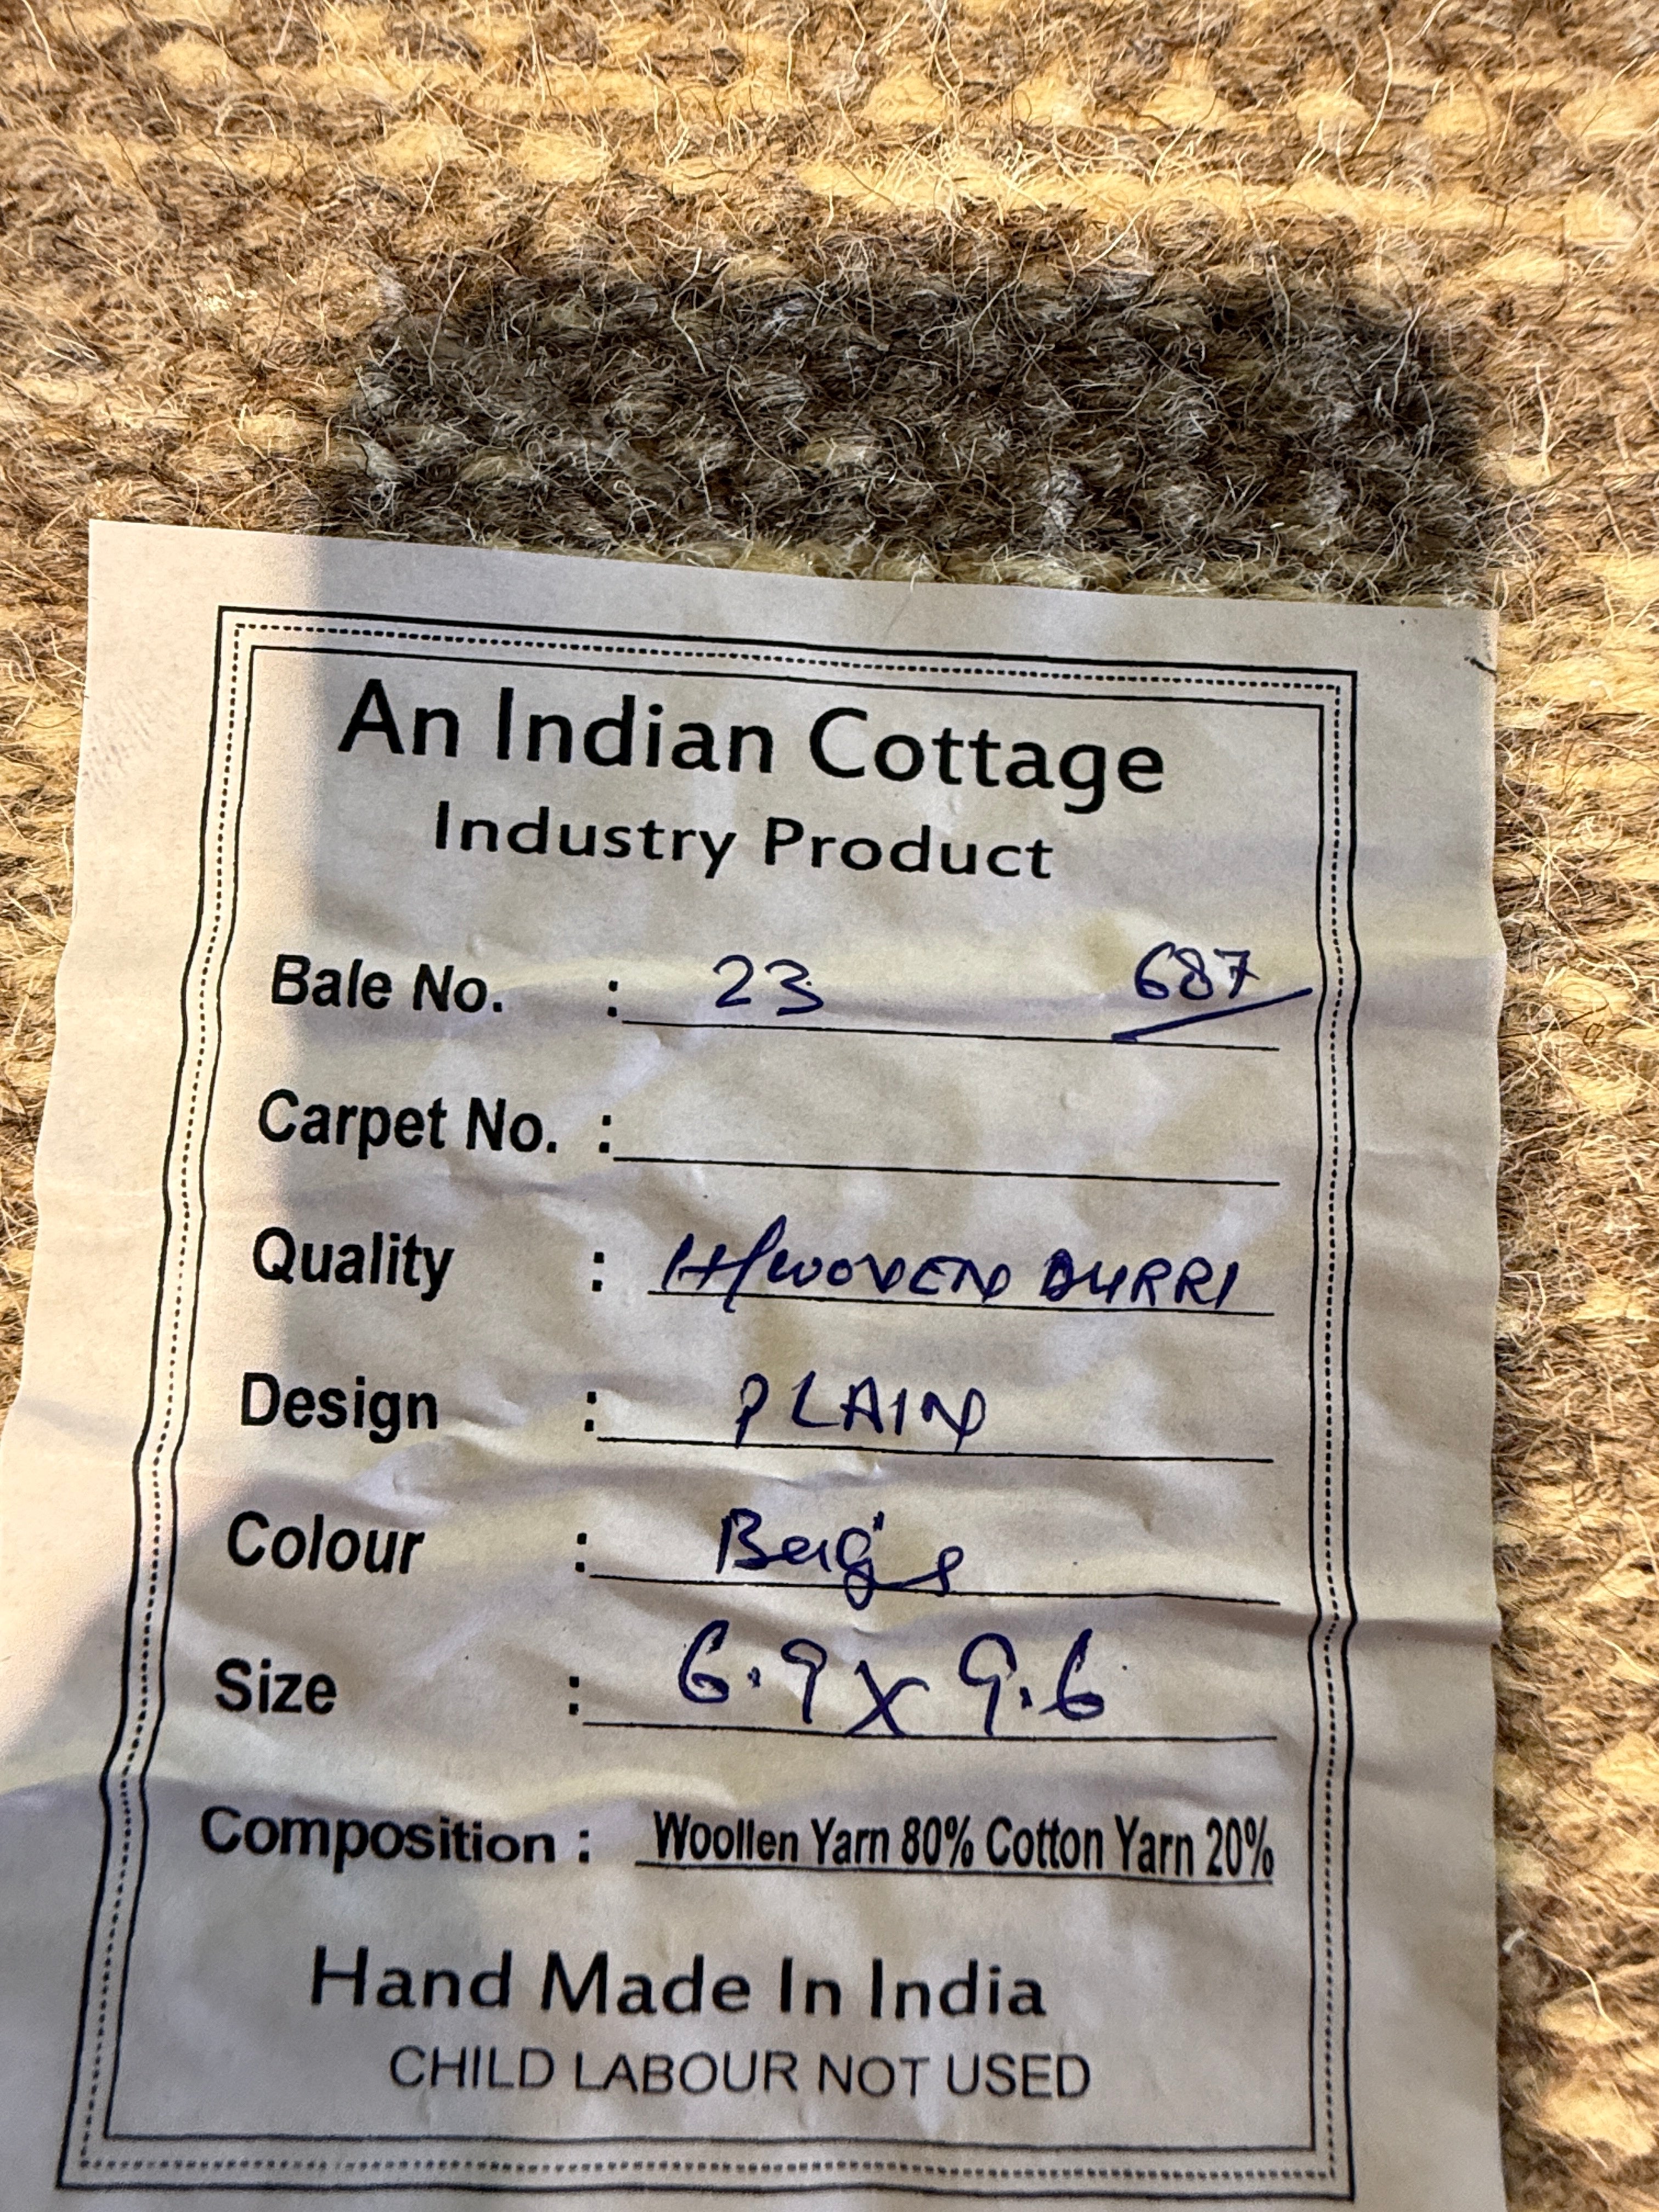 An Indian Cottage
Industry Product
Bale No. : 23 687
Carpet No. :
Quality : H/WOVEN DURRI
Design : PLAIN
Colour : Beige
Size : 6.9 x 9.6
Composition : Woollen Yarn 80% Cotton Yarn 20%
Hand Made In India
CHILD LABOUR NOT USED